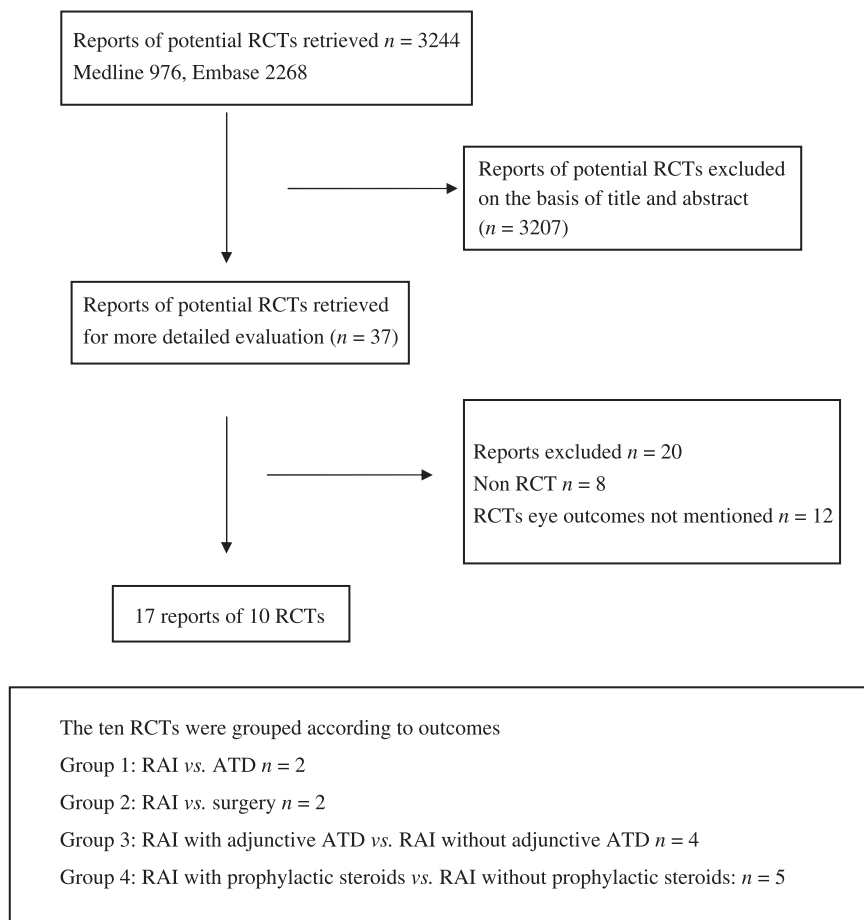 Reports of potential RCTs retrieved n = 3244
Medline 976, Embase 2268
Reports of potential RCTs excluded
on the basis of title and abstract
(n = 3207)
Reports of potential RCTs retrieved
for more detailed evaluation (n = 37)
Reports excluded n = 20
Non RCT n = 8
RCTs eye outcomes not mentioned n = 12
17 reports of 10 RCTs
The ten RCTs were grouped according to outcomes
Group 1: RAI vs. ATD n = 2
Group 2: RAI vs. surgery n = 2
Group 3: RAI with adjunctive ATD vs. RAI without adjunctive ATD n = 4
Group 4: RAI with prophylactic steroids vs. RAI without prophylactic steroids: n = 5